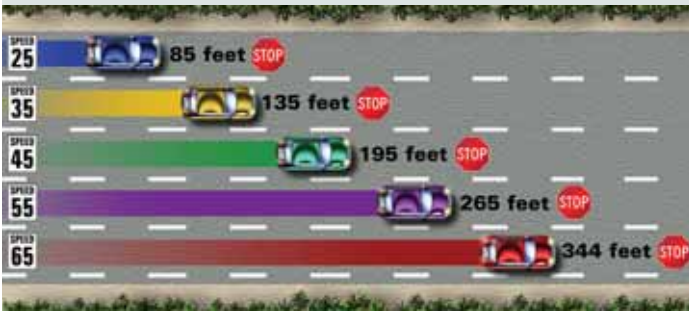 SPEED
25
85 feet
STOP
SPEED
35
135 feet
STOP
SPEED
45
195 feet
STOP
SPEED
55
265 feet
STOP
SPEED
65
344 feet
STOP